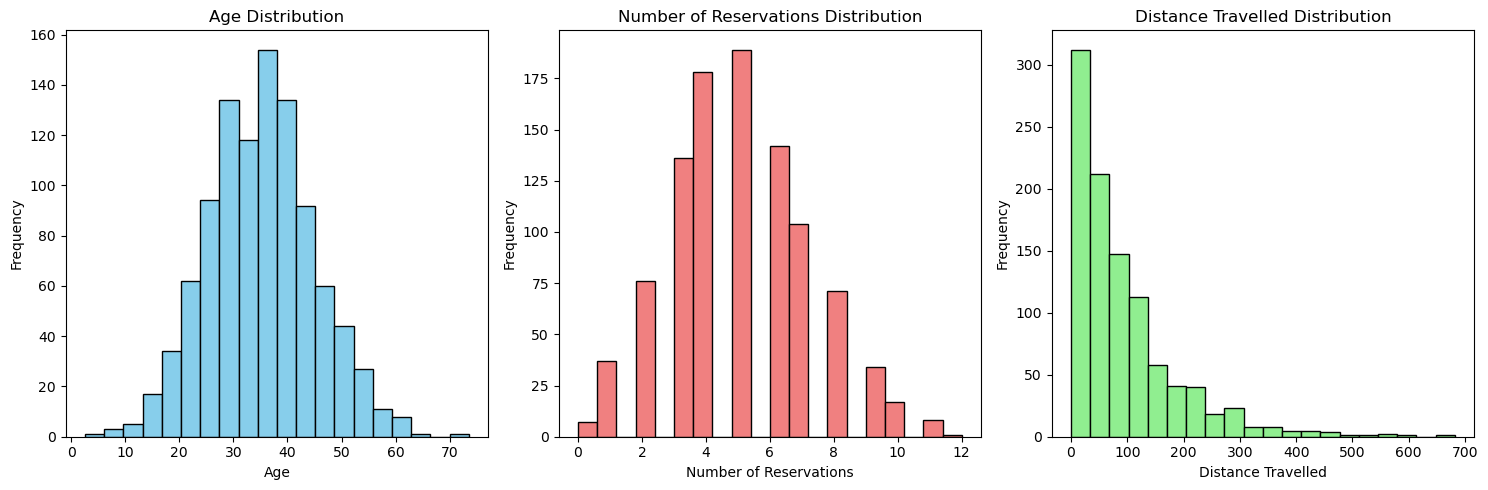 Age Distribution
160
140
120
100
80
60
40
20
0
Frequency
0 10 20 30 40 50 60 70
Age
Number of Reservations Distribution
175
150
125
100
75
50
25
0
Frequency
0 2 4 6 8 10 12
Number of Reservations
Distance Travelled Distribution
300
250
200
150
100
50
0
Frequency
0 100 200 300 400 500 600 700
Distance Travelled